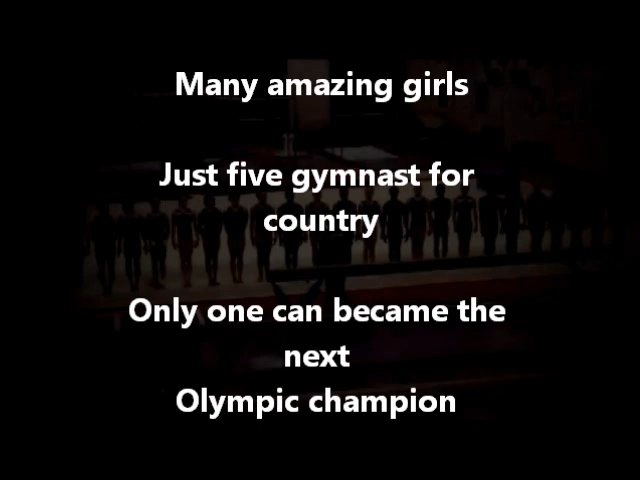 Many amazing girls
Just five gymnast for
country
Only one can became the
next
Olympic champion